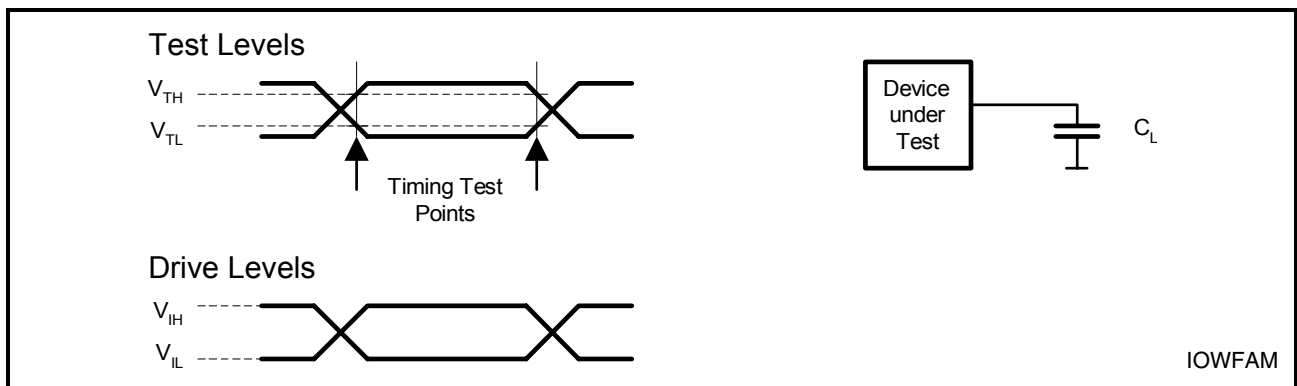 Test Levels
V_TH
V_TL
Timing Test
Points
Device
under
Test
C_L
Drive Levels
V_IH
V_IL
IOWFAM